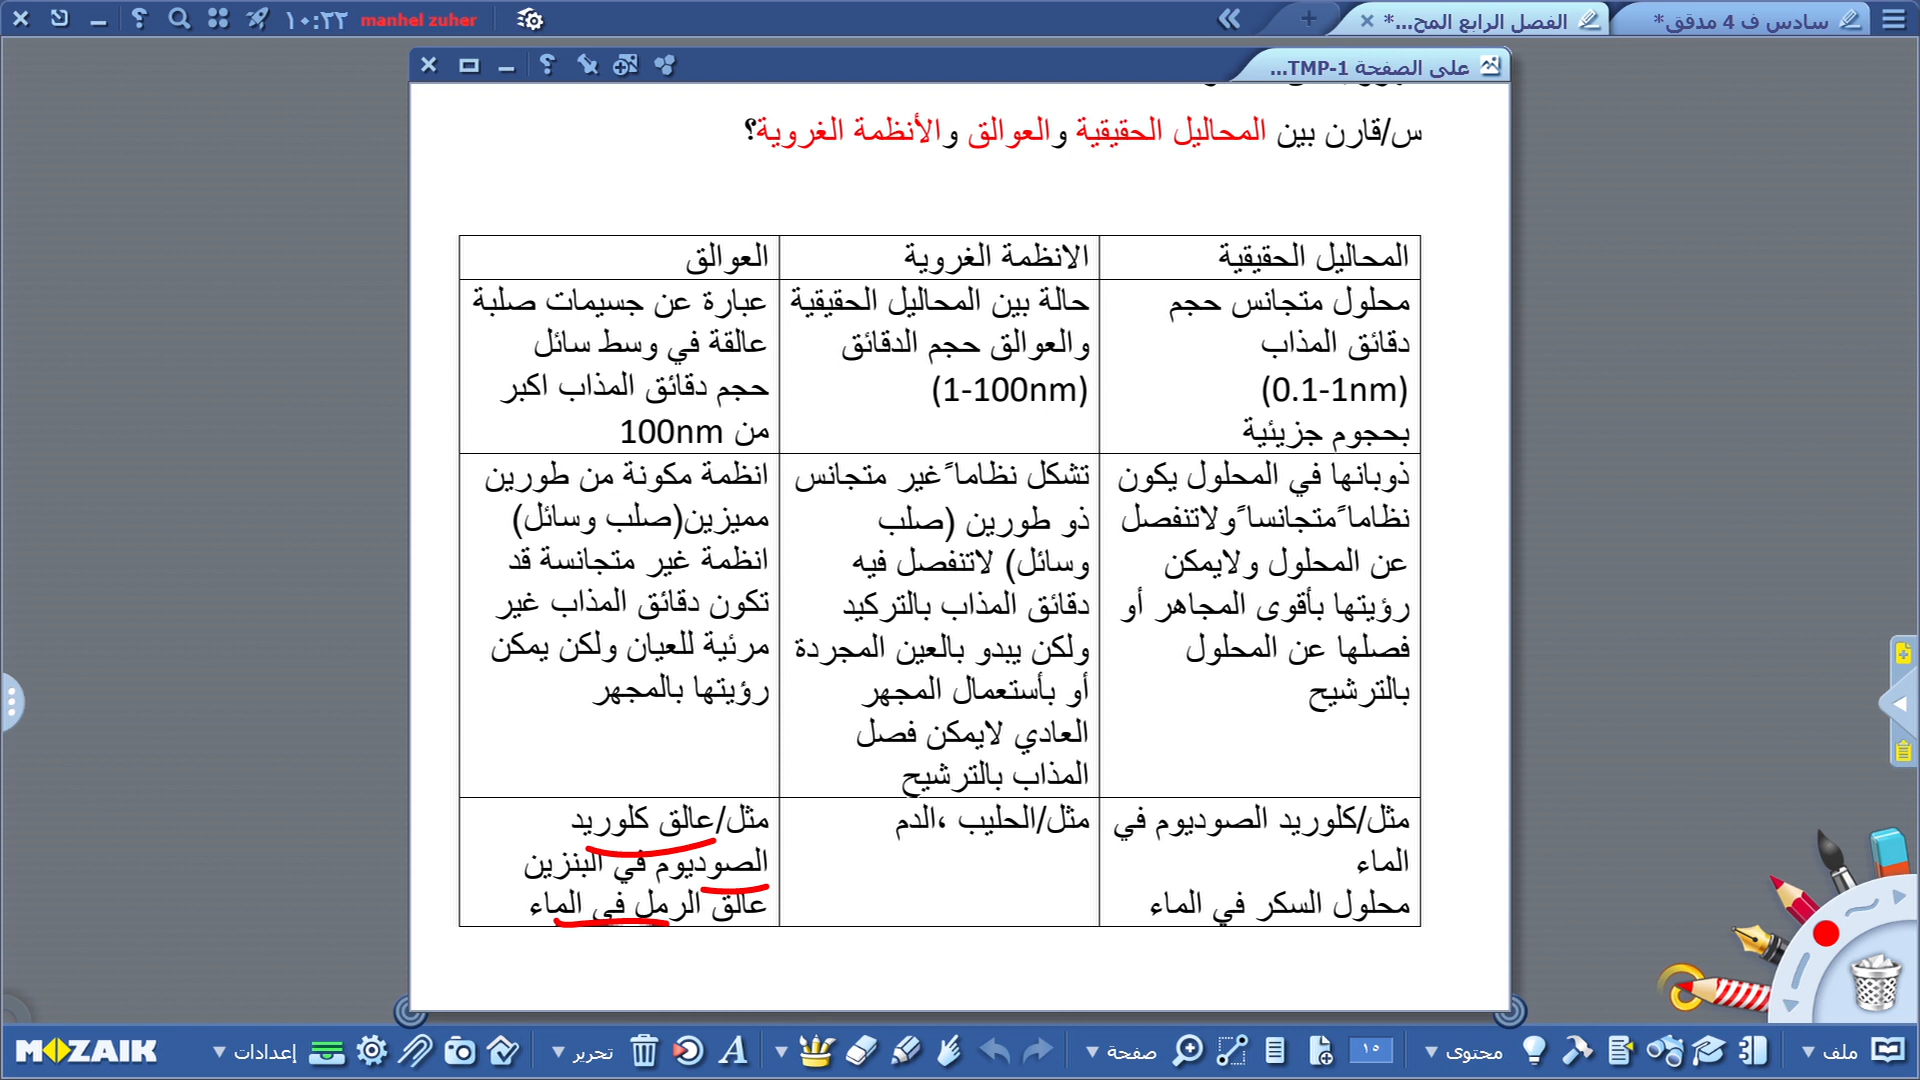 سادس ف 4 مدقق*
الفصل الرابع المح...*
manhel zuher
١٠:٢٢
على الصفحة TMP-1...
س/قارن بين المحاليل الحقيقية والعوالق والأنظمة الغروية؟
المحاليل الحقيقية
الانظمة الغروية
العوالق
محلول متجانس حجم
دقائق المذاب
(0.1-1nm)
بحجوم جزيئية
حالة بين المحاليل الحقيقية
والعوالق حجم الدقائق
(1-100nm)
عبارة عن جسيمات صلبة
عالقة في وسط سائل
حجم دقائق المذاب اكبر
من 100nm
ذوبانها في المحلول يكون
نظاماً متجانساً ولاتنفصل
عن المحلول ولايمكن
رؤيتها بأقوى المجاهر أو
فصلها عن المحلول
بالترشيح
تشكل نظاماً غير متجانس
ذو طورين (صلب
وسائل) لاتنفصل فيه
دقائق المذاب بالتركيد
ولكن يبدو بالعين المجردة
أو بأستعمال المجهر
العادي لايمكن فصل
المذاب بالترشيح
انظمة مكونة من طورين
مميزين(صلب وسائل)
انظمة غير متجانسة قد
تكون دقائق المذاب غير
مرئية للعيان ولكن يمكن
رؤيتها بالمجهر
مثل/كلوريد الصوديوم في
الماء
محلول السكر في الماء
مثل/الحليب ،الدم
مثل/عالق كلوريد
الصوديوم في البنزين
عالق الرمل في الماء
ملف
محتوى
١٥
صفحة
تحرير
إعدادات
MOZAIK